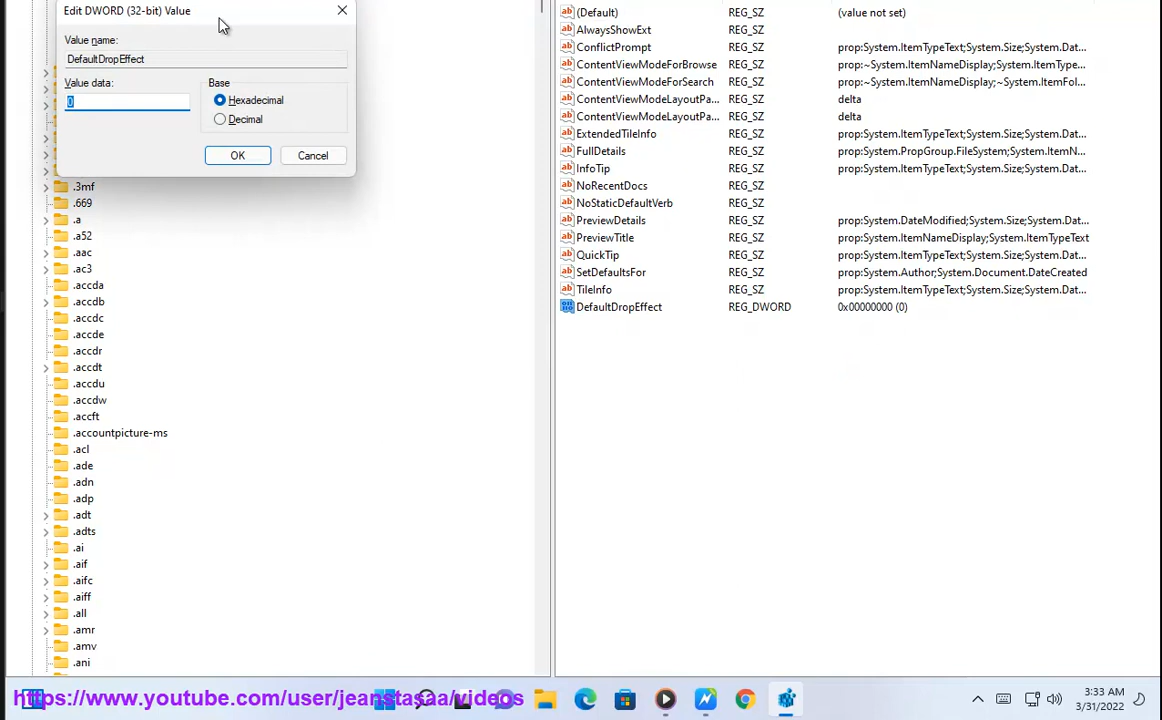 Edit DWORD (32-bit) Value
Value name:
DefaultDropEffect
Value data:
0
Base
Hexadecimal
Decimal
OK
Cancel
.3mf
.669
.a
.a52
.aac
.ac3
.accda
.accdb
.accdc
.accde
.accdr
.accdt
.accdu
.accdw
.accft
.accountpicture-ms
.acl
.ade
.adn
.adp
.adt
.adts
.ai
.aif
.aifc
.aiff
.all
.amr
.amv
.ani
(Default) REG_SZ (value not set)
AlwaysShowExt REG_SZ
ConflictPrompt REG_SZ prop:System.ItemTypeText;System.Size;System.Dat...
ContentViewModeForBrowse REG_SZ prop:~System.ItemNameDisplay;~System.ItemType...
ContentViewModeForSearch REG_SZ prop:~System.ItemNameDisplay;~System.ItemFol...
ContentViewModeLayoutPa... REG_SZ delta
ContentViewModeLayoutPa... REG_SZ delta
ExtendedTileInfo REG_SZ prop:System.ItemTypeText;System.Size;System.Dat...
FullDetails REG_SZ prop:System.PropGroup.FileSystem;System.ItemN...
InfoTip REG_SZ prop:System.ItemTypeText;System.Size;System.Dat...
NoRecentDocs REG_SZ
NoStaticDefaultVerb REG_SZ
PreviewDetails REG_SZ prop:System.DateModified;System.Size;System.Dat...
PreviewTitle REG_SZ prop:System.ItemNameDisplay;System.ItemTypeText
QuickTip REG_SZ prop:System.ItemTypeText;System.Size;System.Dat...
SetDefaultsFor REG_SZ prop:System.Author;System.Document.DateCreated
TileInfo REG_SZ prop:System.ItemTypeText;System.Size;System.Dat...
DefaultDropEffect REG_DWORD 0x00000000 (0)
https://www.youtube.com/user/jeanstasaa/videos
3:33 AM
3/31/2022